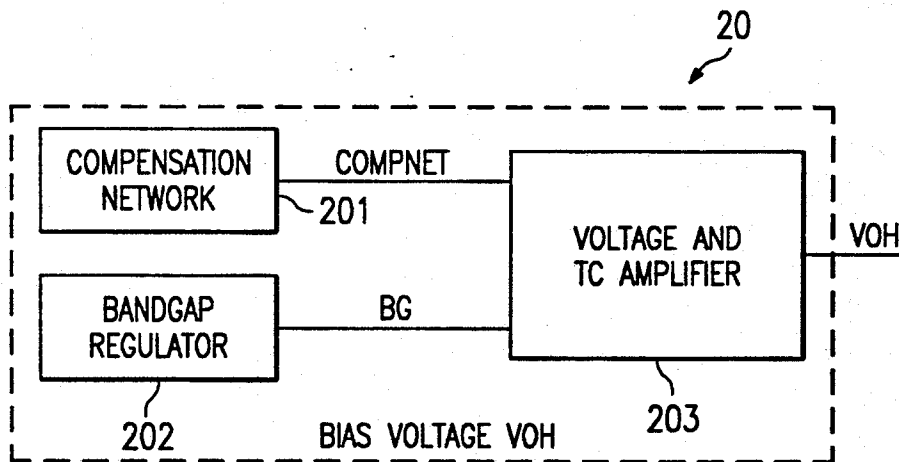 20
COMPENSATION
NETWORK
COMPNET
201
VOLTAGE AND
TC AMPLIFIER
VOH
BANDGAP
REGULATOR
BG
202
203
BIAS VOLTAGE VOH